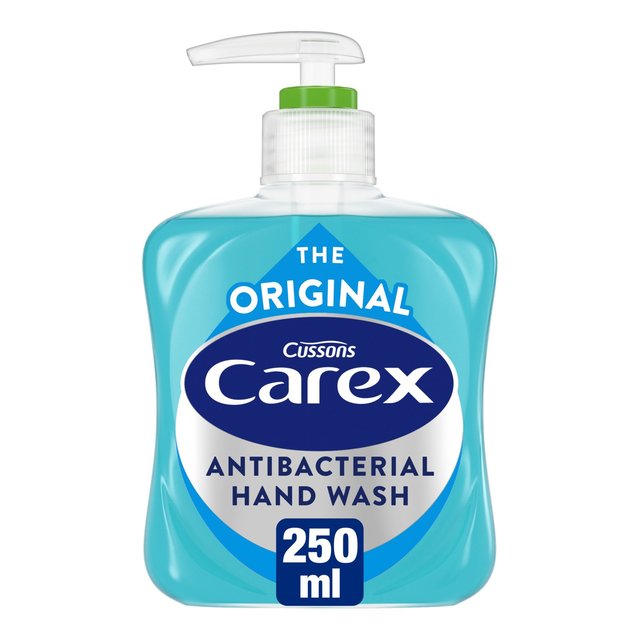 THE
ORIGINAL
Cussons
Carex
ANTIBACTERIAL
HAND WASH
250
ml